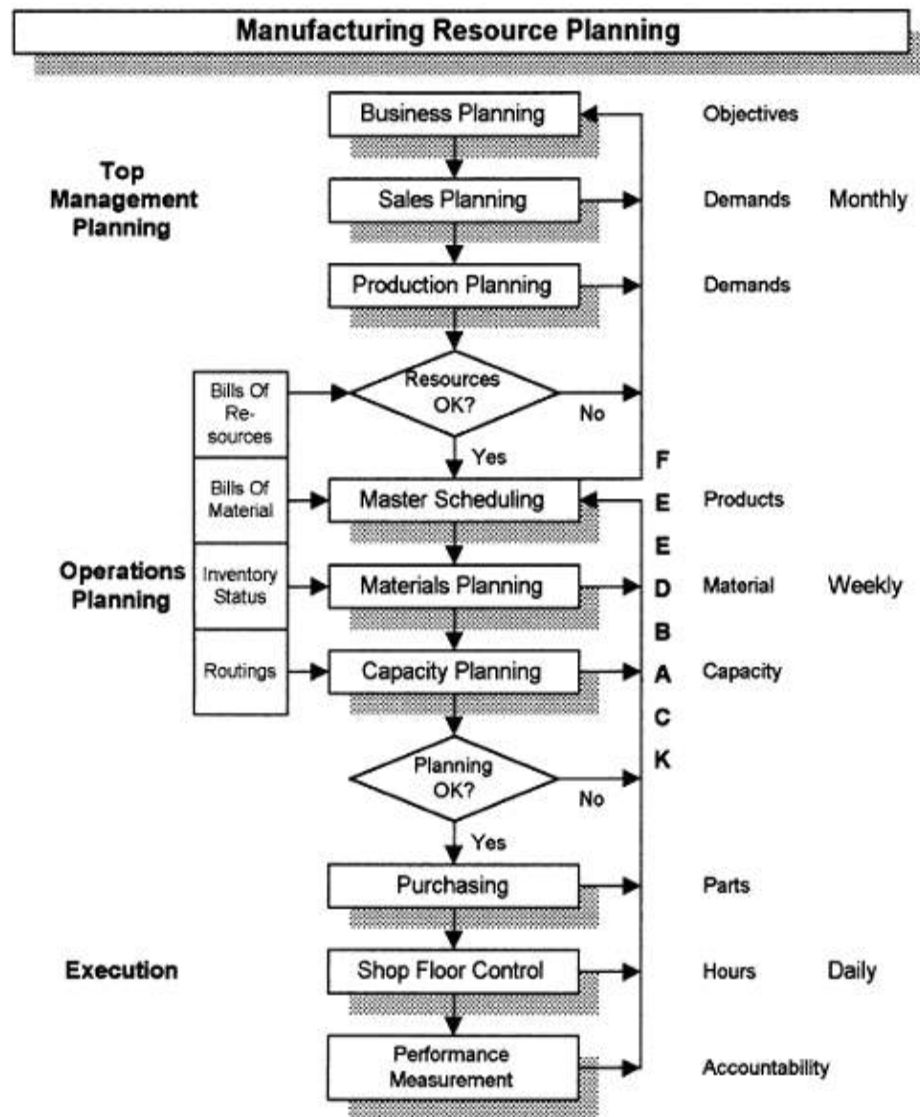 Manufacturing Resource Planning
Business Planning
Objectives
Top
Management
Planning
Sales Planning
Demands
Monthly
Production Planning
Demands
Resources
OK?
No
Yes
Bills Of
Re-
sources
Bills Of
Material
Inventory
Status
Routings
Master Scheduling
Products
Operations
Planning
Materials Planning
Material
Weekly
Capacity Planning
Capacity
F
E
E
D
B
A
C
K
Planning
OK?
No
Yes
Purchasing
Parts
Execution
Shop Floor Control
Hours
Daily
Performance
Measurement
Accountability